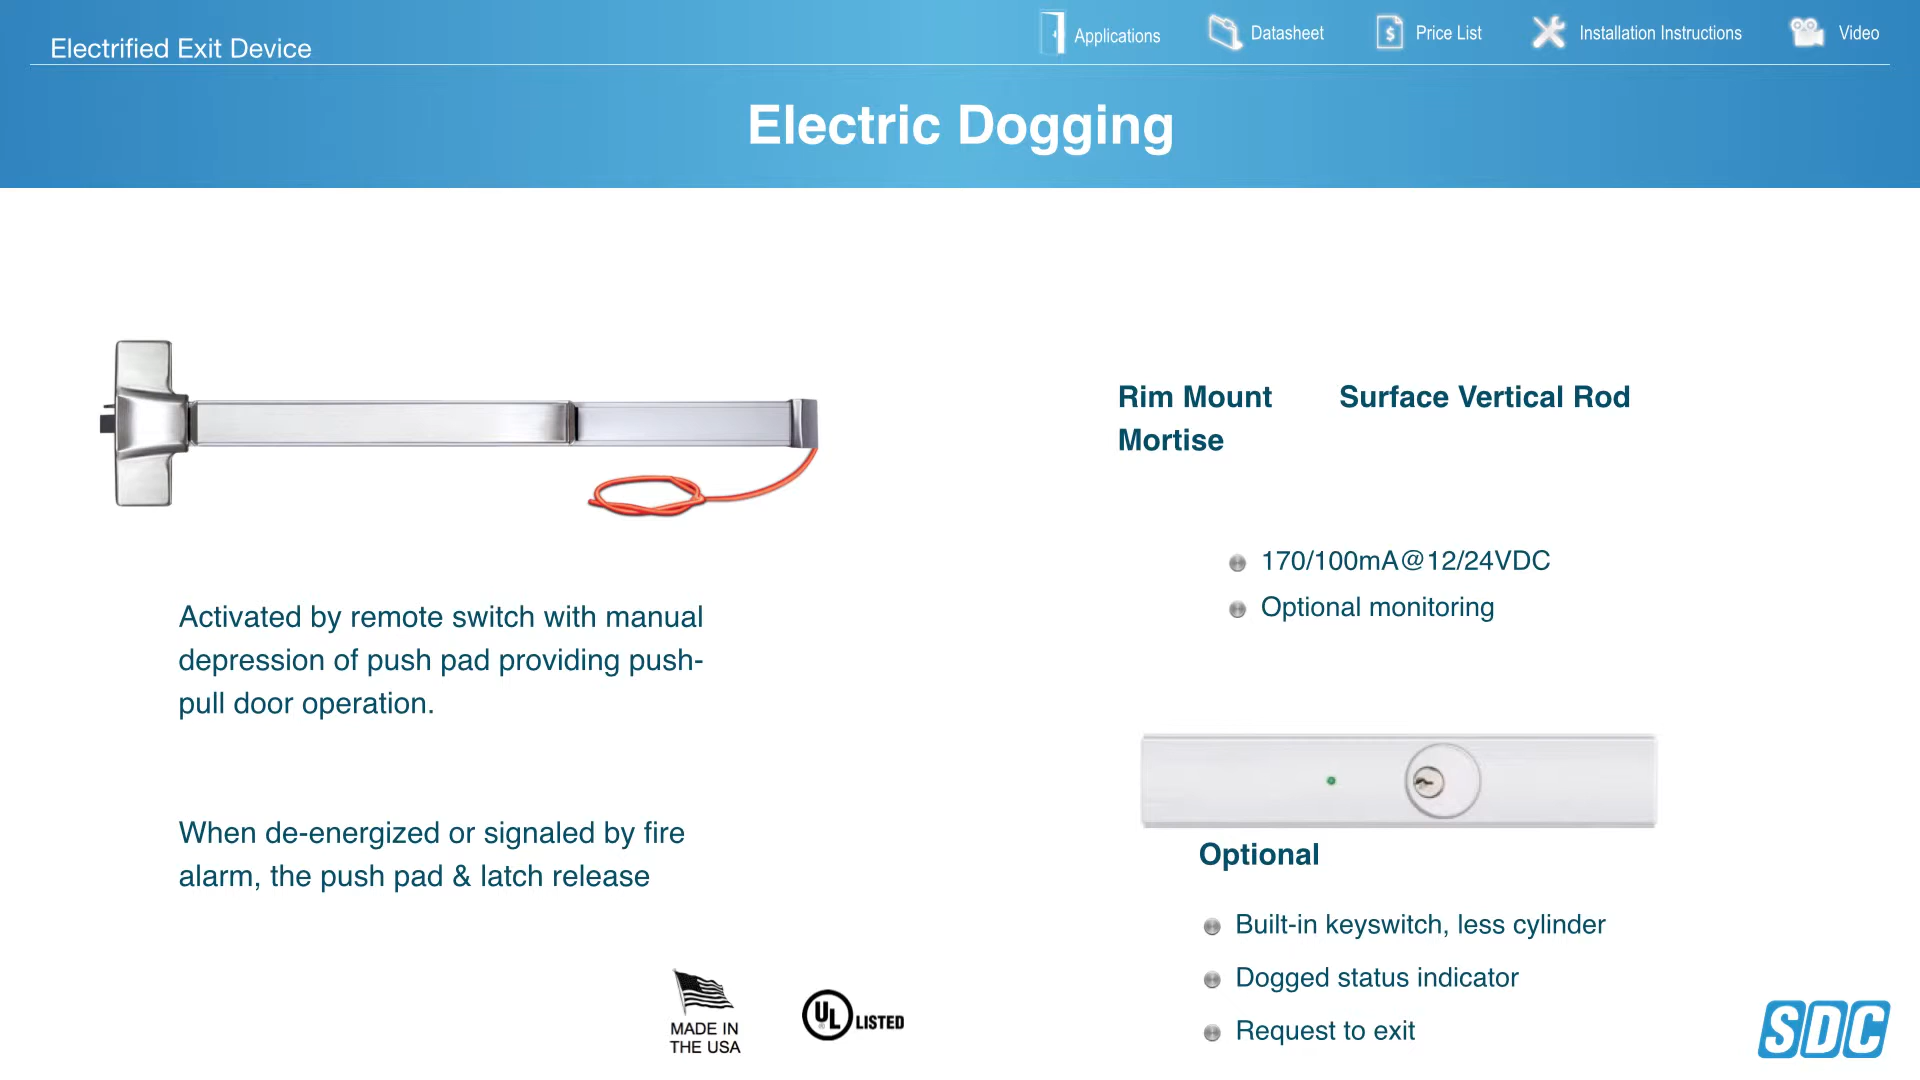 Electrified Exit Device
Applications
Datasheet
Price List
Installation Instructions
Video
Electric Dogging
Rim Mount Surface Vertical Rod
Mortise
170/100mA@12/24VDC
Optional monitoring
Activated by remote switch with manual
depression of push pad providing push-
pull door operation.
When de-energized or signaled by fire
alarm, the push pad & latch release
Optional
Built-in keyswitch, less cylinder
Dogged status indicator
Request to exit
MADE IN
THE USA
UL LISTED
SDC